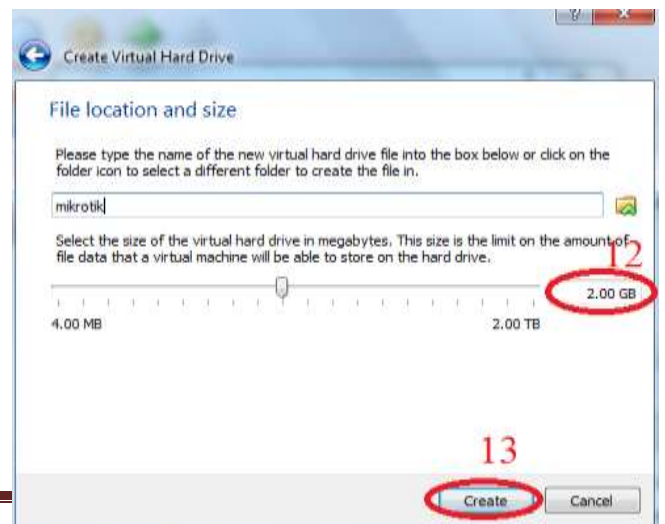 Create Virtual Hard Drive
File location and size
Please type the name of the new virtual hard drive file into the box below or click on the
folder icon to select a different folder to create the file in.
mikrotik
Select the size of the virtual hard drive in megabytes. This size is the limit on the amount of
file data that a virtual machine will be able to store on the hard drive.
12
2.00 GB
4.00 MB 2.00 TB
13
Create Cancel